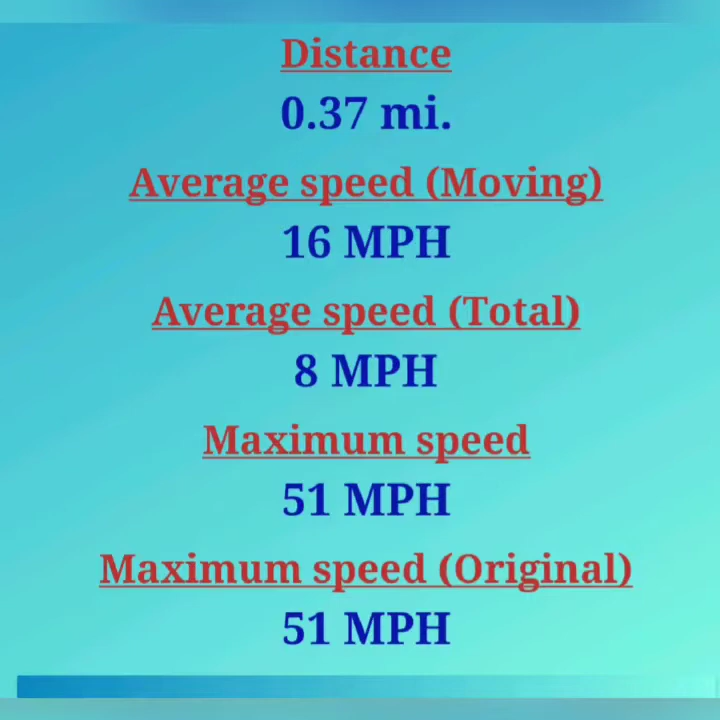 Distance
0.37 mi.
Average speed (Moving)
16 MPH
Average speed (Total)
8 MPH
Maximum speed
51 MPH
Maximum speed (Original)
51 MPH